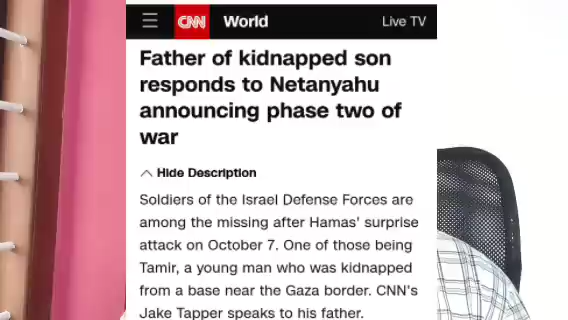 CNN World Live TV
Father of kidnapped son
responds to Netanyahu
announcing phase two of
war
Hide Description
Soldiers of the Israel Defense Forces are
among the missing after Hamas' surprise
attack on October 7. One of those being
Tamir, a young man who was kidnapped
from a base near the Gaza border. CNN's
Jake Tapper speaks to his father.